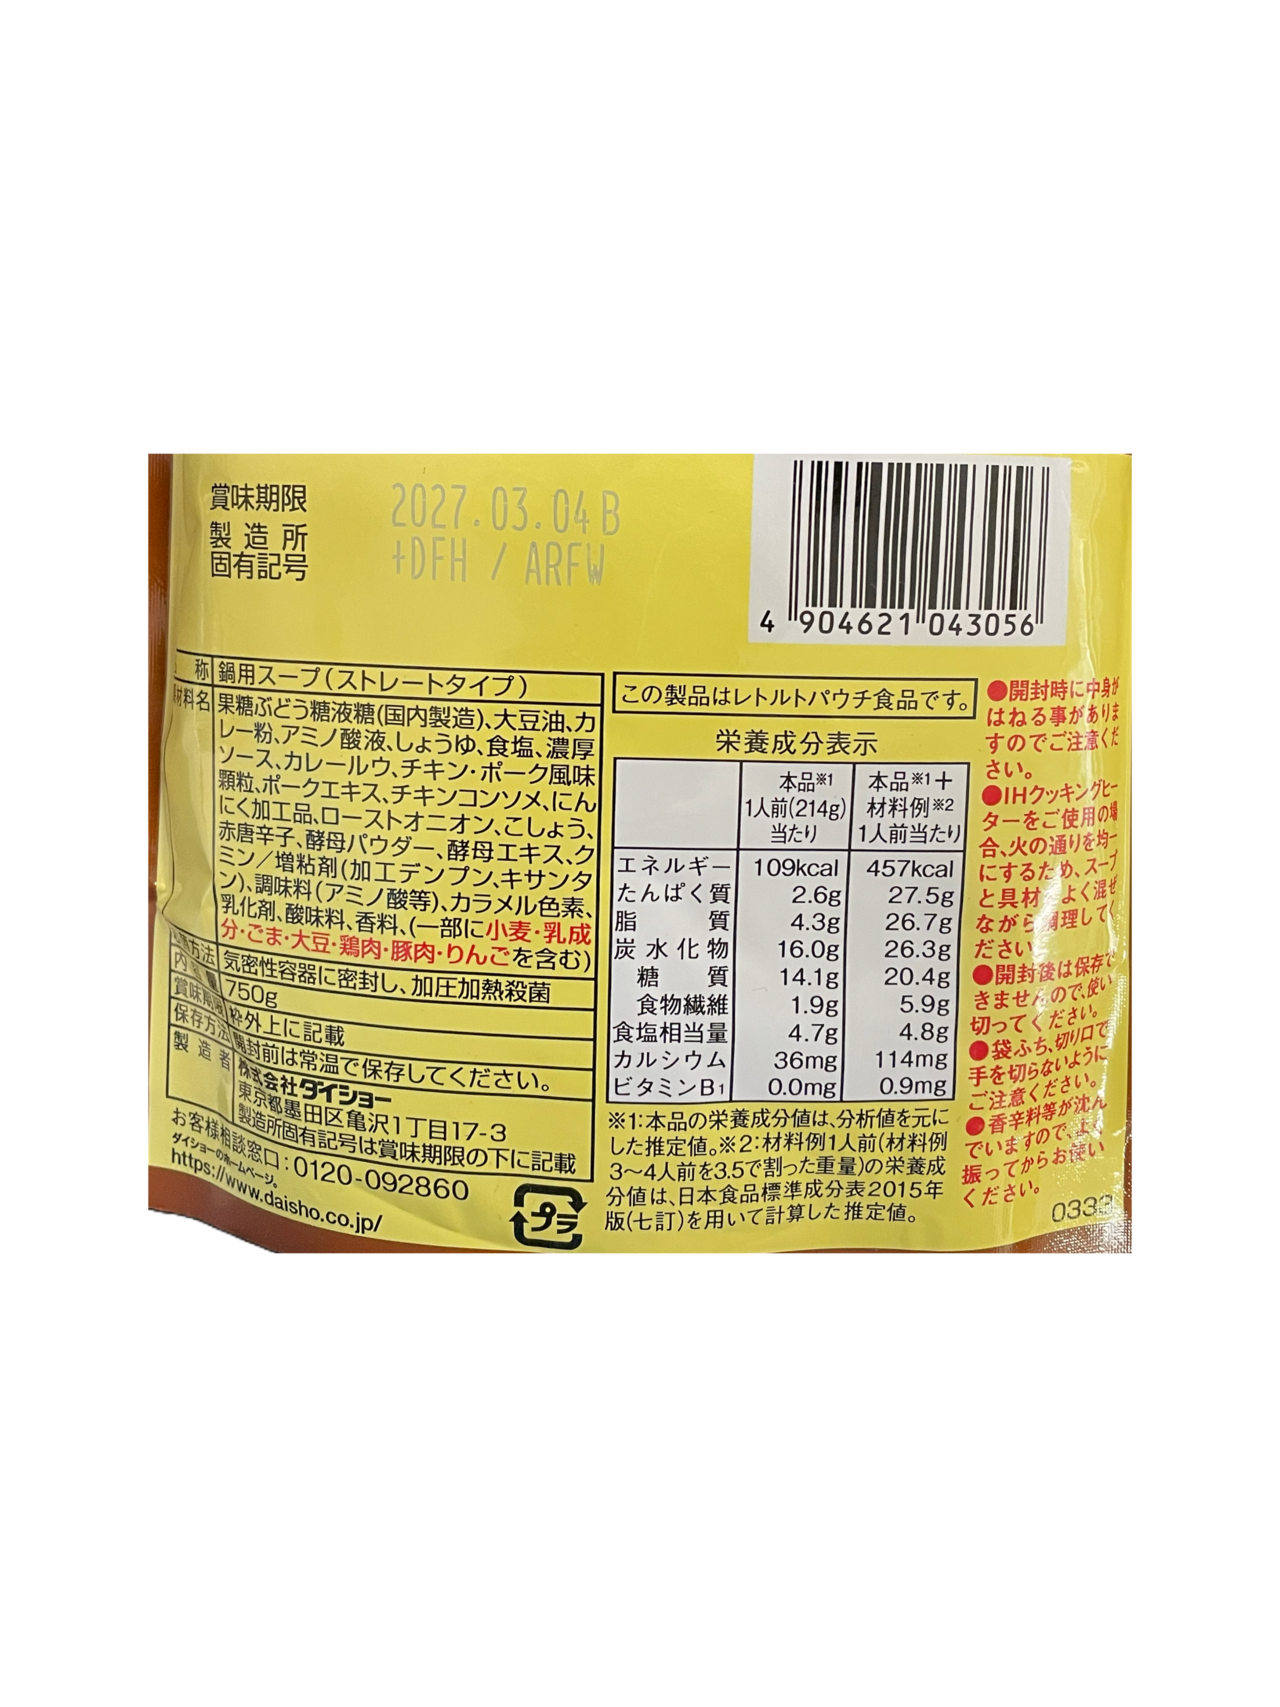 賞味期限
製造所
固有記号
2027.03.04 B
+DFH / ARFW
4 904621 043056
称 鍋用スープ(ストレートタイプ)
材料名 果糖ぶどう糖液糖(国内製造)、大豆油、カ
レー粉、アミノ酸液、しょうゆ、食塩、濃厚
ソース、カレールウ、チキン・ポーク風味
顆粒、ポークエキス、チキンコンソメ、にん
にく加工品、ローストオニオン、こしょう、
赤唐辛子、酵母パウダー、酵母エキス、ク
ミン/増粘剤(加工デンプン、キサンタ
ン)、調味料(アミノ酸等)、カラメル色素、
乳化剤、酸味料、香料、(一部に小麦・乳成
分・ごま・大豆・鶏肉・豚肉・りんごを含む)
方法 気密性容器に密封し、加圧加熱殺菌
内容量 750g
賞味期限 枠外上に記載
保存方法 開封前は常温で保存してください。
製造者 株式会社ダイショー
東京都墨田区亀沢1丁目17-3
製造所固有記号は賞味期限の下に記載
お客様相談窓口:0120-092860
ダイショーのホームページ。
https://www.daisho.co.jp/
プラ
この製品はレトルトパウチ食品です。
栄養成分表示
本品※1 1人前(214g)当たり 本品※1+材料例※2 1人前当たり
エネルギー 109kcal 457kcal
たんぱく質 2.6g 27.5g
脂質 4.3g 26.7g
炭水化物 16.0g 26.3g
糖質 14.1g 20.4g
食物繊維 1.9g 5.9g
食塩相当量 4.7g 4.8g
カルシウム 36mg 114mg
ビタミンB1 0.0mg 0.9mg
※1:本品の栄養成分値は、分析値を元に
した推定値。※2:材料例1人前(材料例
3〜4人前を3.5で割った重量)の栄養成
分値は、日本食品標準成分表2015年
版(七訂)を用いて計算した推定値。
●開封時に中身が
はねる事がありま
すのでご注意くだ
さい。
●IHクッキングヒー
ターをご使用の場
合、火の通りを均一
にするため、スープ
と具材をよく混ぜ
ながら調理してく
ださい
●開封後は保存で
きませんので、使い
切ってください。
●袋ふち、切り口で
手を切らないように
ご注意ください。
●香辛料等が沈ん
でいますので、よく
振ってからお使い
ください。
0333